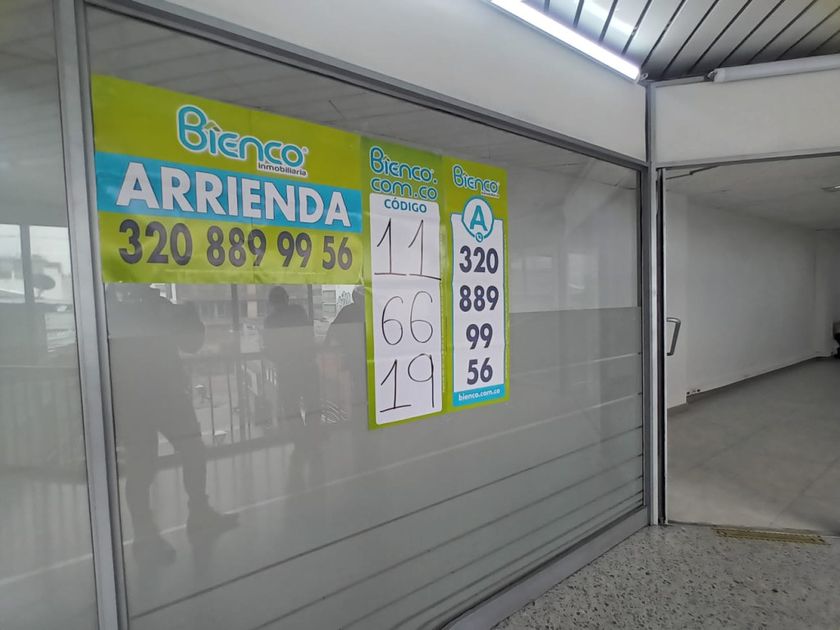 Bienco
inmobiliaria
ARRIENDA
320 889 99 56
Bienco.
com.co
CÓDIGO
11
66
19
Bienco
inmobiliaria
A
320
889
99
56
bienco.com.co